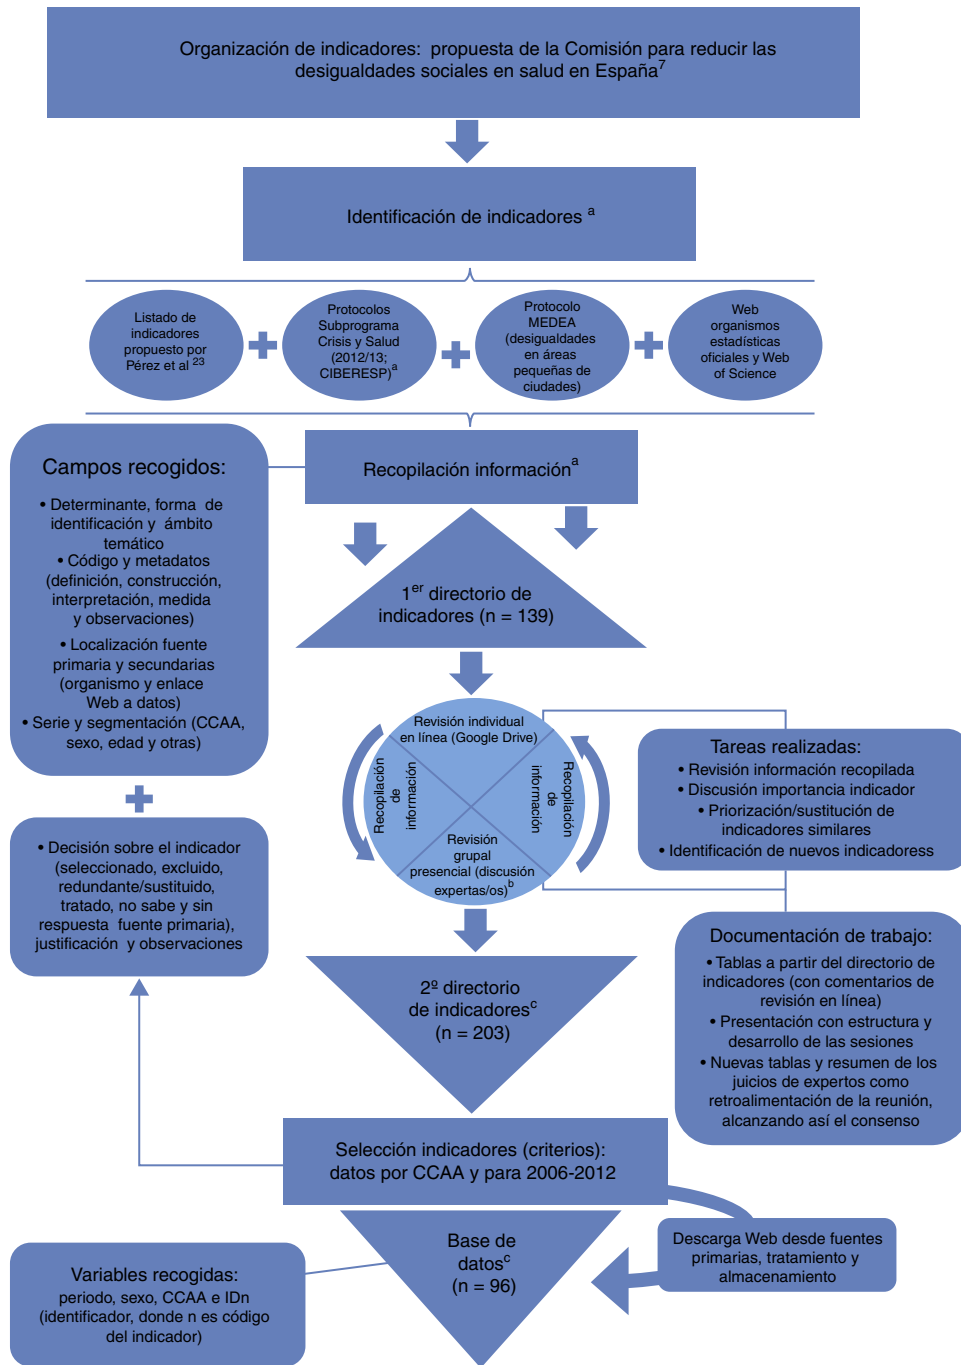 Organización de indicadores: propuesta de la Comisión para reducir las
desigualdades sociales en salud en España7
Identificación de indicadores a
Listado de
indicadores
propuesto por
Pérez et al 23
Protocolos
Subprograma
Crisis y Salud
(2012/13;
CIBERESP)a
Protocolo
MEDEA
(desigualdades
en áreas
pequeñas de
ciudades)
Web
organismos
estadísticas
oficiales y Web
of Science
Recopilación informacióna
Campos recogidos:
• Determinante, forma de
identificación y ámbito
temático
• Código y metadatos
(definición, construcción,
interpretación, medida
y observaciones)
• Localización fuente
primaria y secundarias
(organismo y enlace
Web a datos)
• Serie y segmentación (CCAA,
sexo, edad y otras)
• Decisión sobre el indicador
(seleccionado, excluido,
redundante/sustituido,
tratado, no sabe y sin
respuesta fuente primaria),
justificación y observaciones
1er directorio de
indicadores (n = 139)
Revisión individual
en línea (Google Drive)
Recopilación
de
información
Recopilación
de
información
Revisión
grupal
presencial (discusión
expertas/os)b
Tareas realizadas:
• Revisión información recopilada
• Discusión importancia indicador
• Priorización/sustitución de
indicadores similares
• Identificación de nuevos indicadoress
Documentación de trabajo:
• Tablas a partir del directorio de
indicadores (con comentarios de
revisión en línea)
• Presentación con estructura y
desarrollo de las sesiones
• Nuevas tablas y resumen de los
juicios de expertos como
retroalimentación de la reunión,
alcanzando así el consenso
2º directorio
de indicadoresc
(n = 203)
Selección indicadores (criterios):
datos por CCAA y para 2006-2012
Base de
datosc
(n = 96)
Descarga Web desde fuentes
primarias, tratamiento y
almacenamiento
Variables recogidas:
periodo, sexo, CCAA e IDn
(identificador, donde n es código
del indicador)